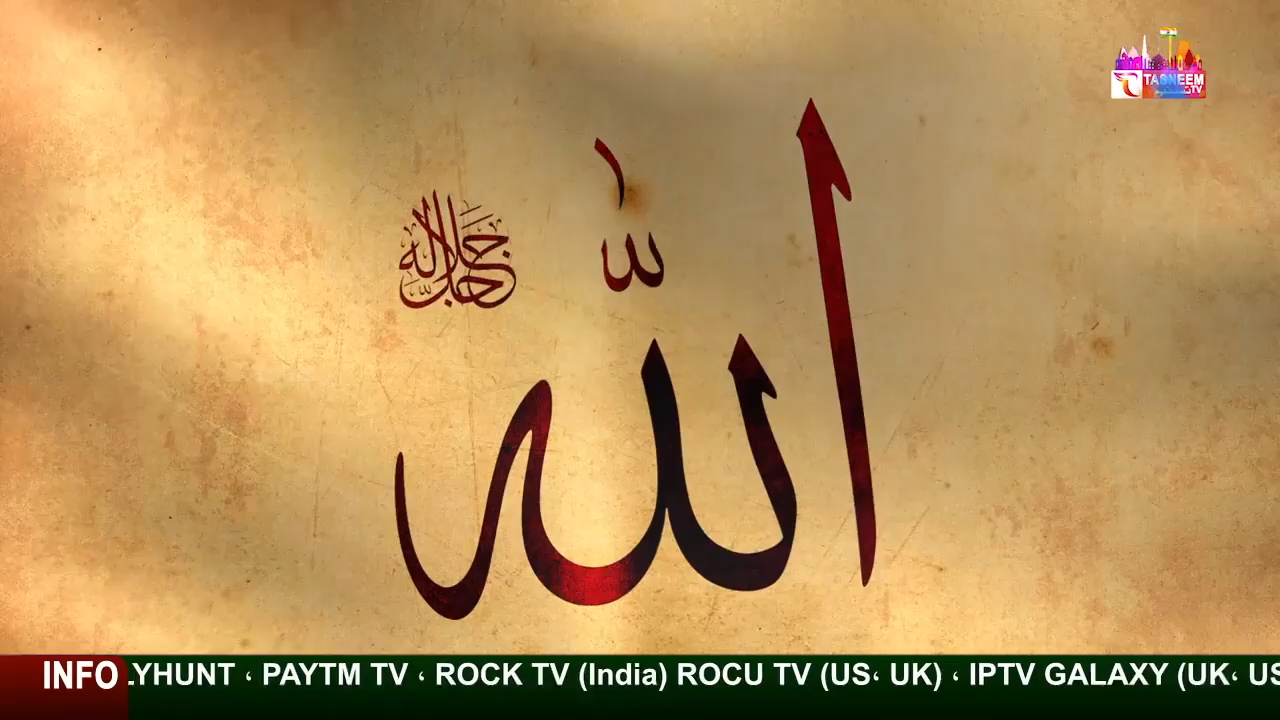 TASNEEM
TV
الله
جل جلاله
INFO
LYHUNT ، PAYTM TV ، ROCK TV (India) ROCU TV (US، UK) ، IPTV GALAXY (UK، US